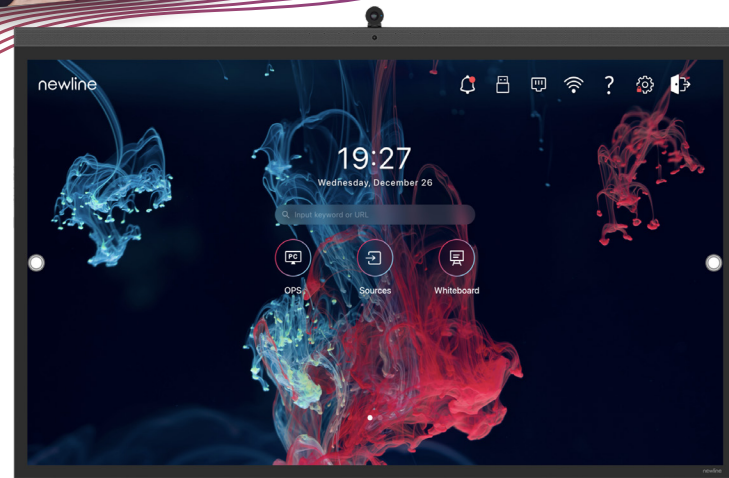 newline
?
19:27
Wednesday, December 26
Input keyword or URL
PC
OPS
Sources
Whiteboard
newline